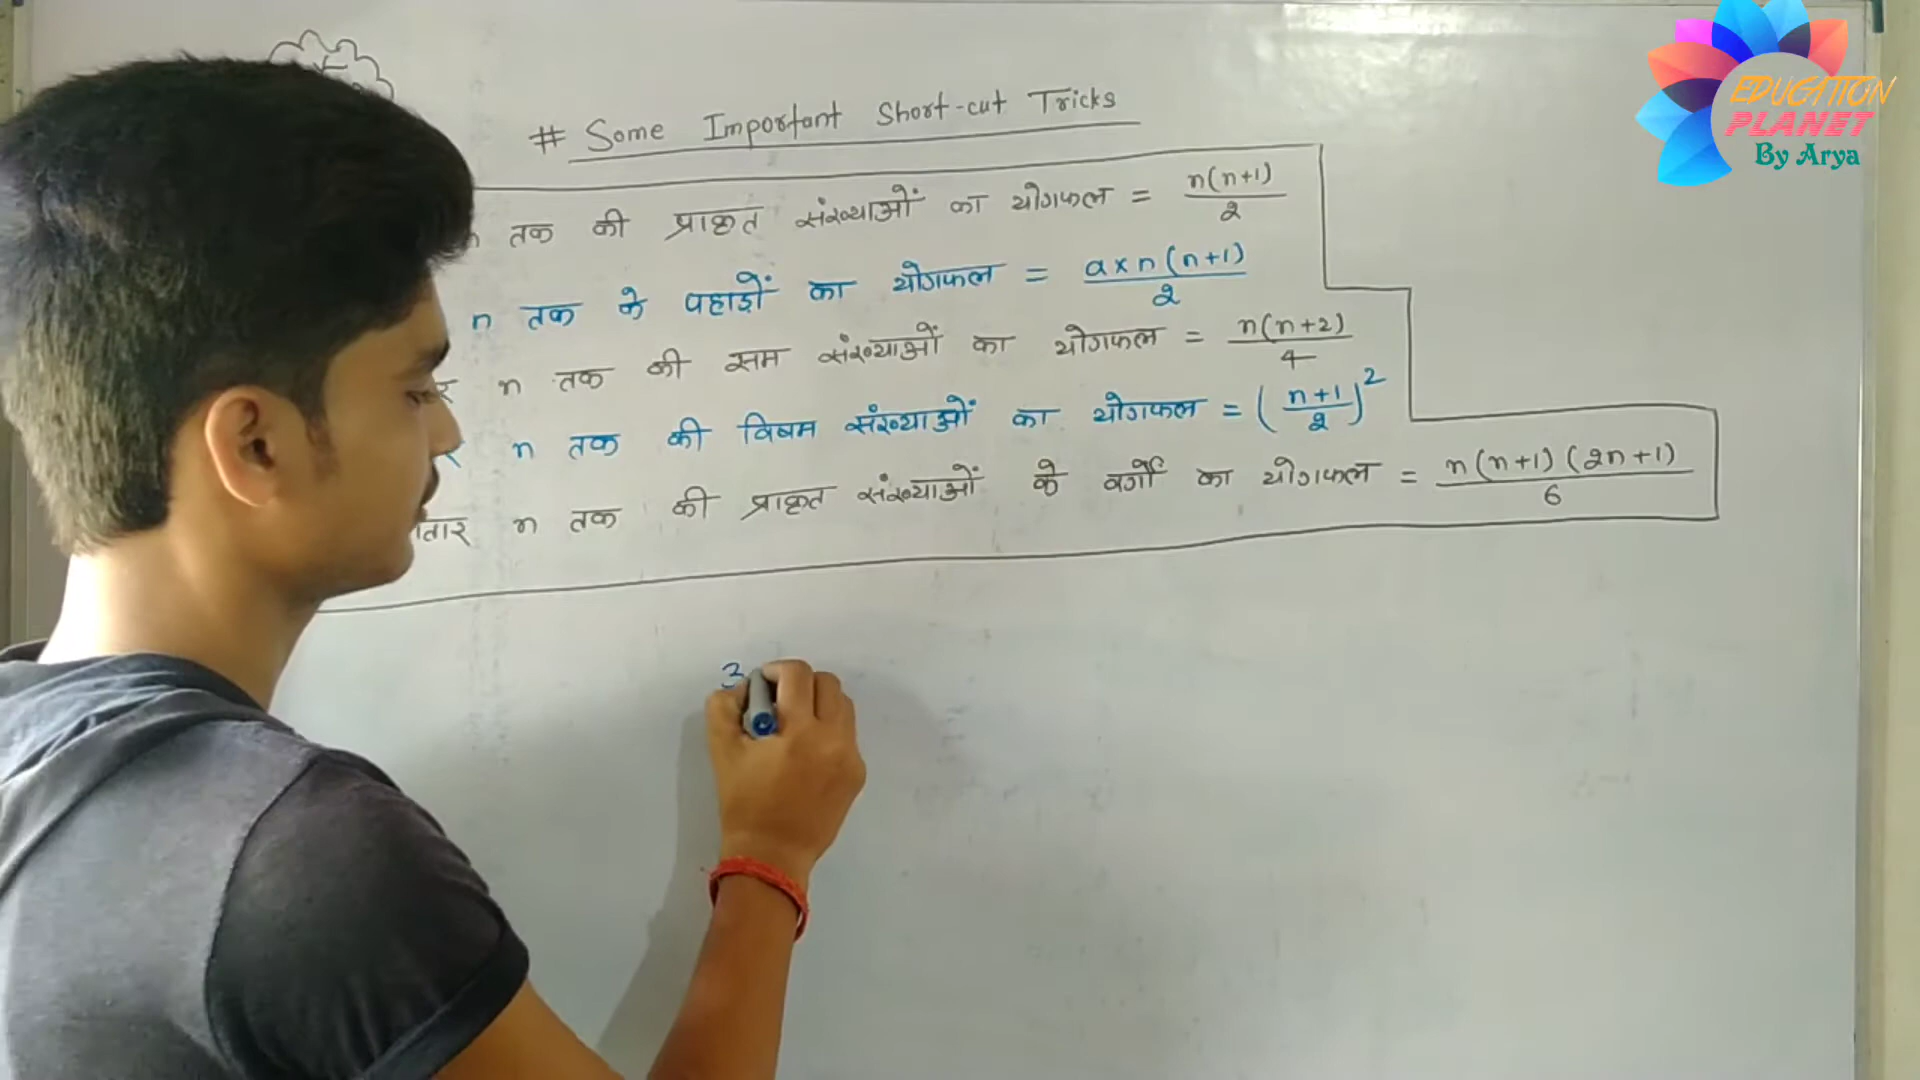 # Some Important Short-cut Tricks
n तक की प्राकृत संख्याओं का योगफल = n(n+1)/2
n तक के पहाड़ों का योगफल = a×n(n+1)/2
n तक की सम संख्याओं का योगफल = n(n+2)/4
n तक की विषम संख्याओं का योगफल = (n+1/2)²
n तक की प्राकृत संख्याओं के वर्गों का योगफल = n(n+1)(2n+1)/6
3
EDUCATION
PLANET
By Arya